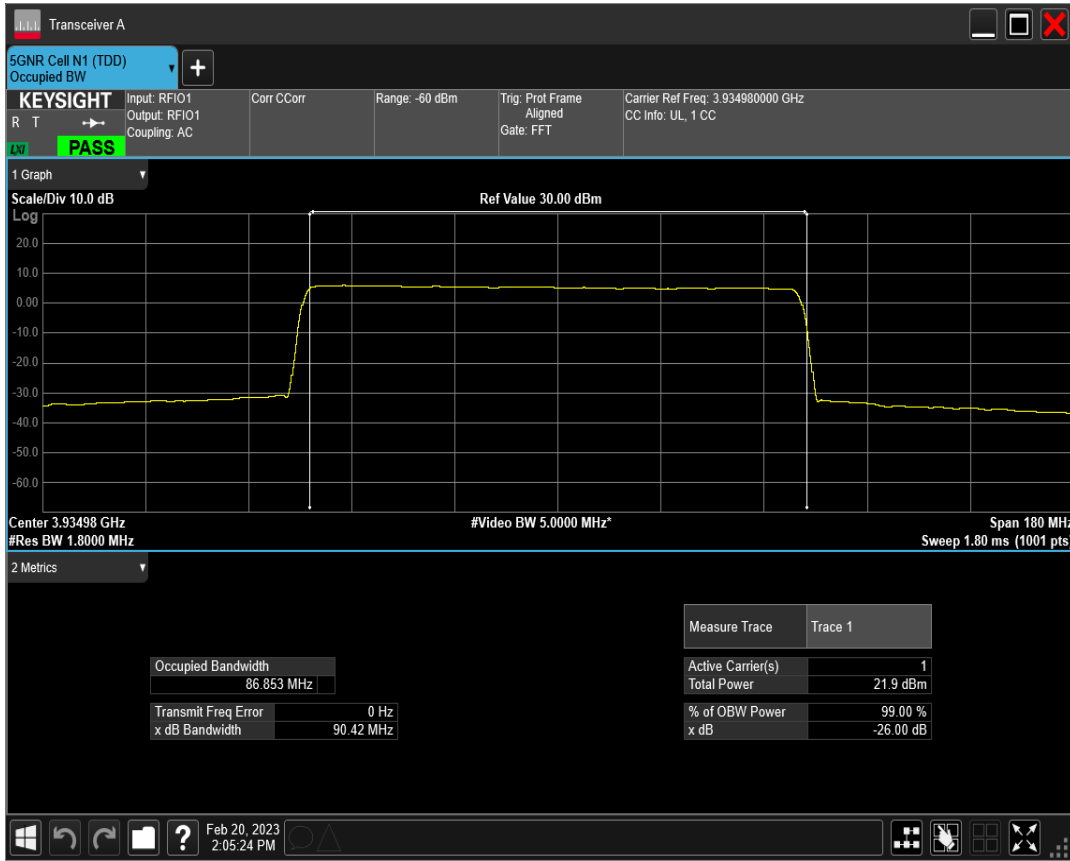 Transceiver A
5GNR Cell N1 (TDD)
Occupied BW
+
KEYSIGHT
R T
LXI
PASS
Input: RFIO1
Output: RFIO1
Coupling: AC
Corr CCorr
Range: -60 dBm
Trig: Prot Frame
Aligned
Gate: FFT
Carrier Ref Freq: 3.934980000 GHz
CC Info: UL, 1 CC
1 Graph
Scale/Div 10.0 dB
Ref Value 30.00 dBm
Log
20.0
10.0
0.00
-10.0
-20.0
-30.0
-40.0
-50.0
-60.0
Center 3.93498 GHz
#Video BW 5.0000 MHz*
Span 180 MHz
#Res BW 1.8000 MHz
Sweep 1.80 ms (1001 pts)
2 Metrics
Measure Trace Trace 1
Occupied Bandwidth
86.853 MHz
Transmit Freq Error 0 Hz
x dB Bandwidth 90.42 MHz
Active Carrier(s) 1
Total Power 21.9 dBm
% of OBW Power 99.00 %
x dB -26.00 dB
?
Feb 20, 2023
2:05:24 PM